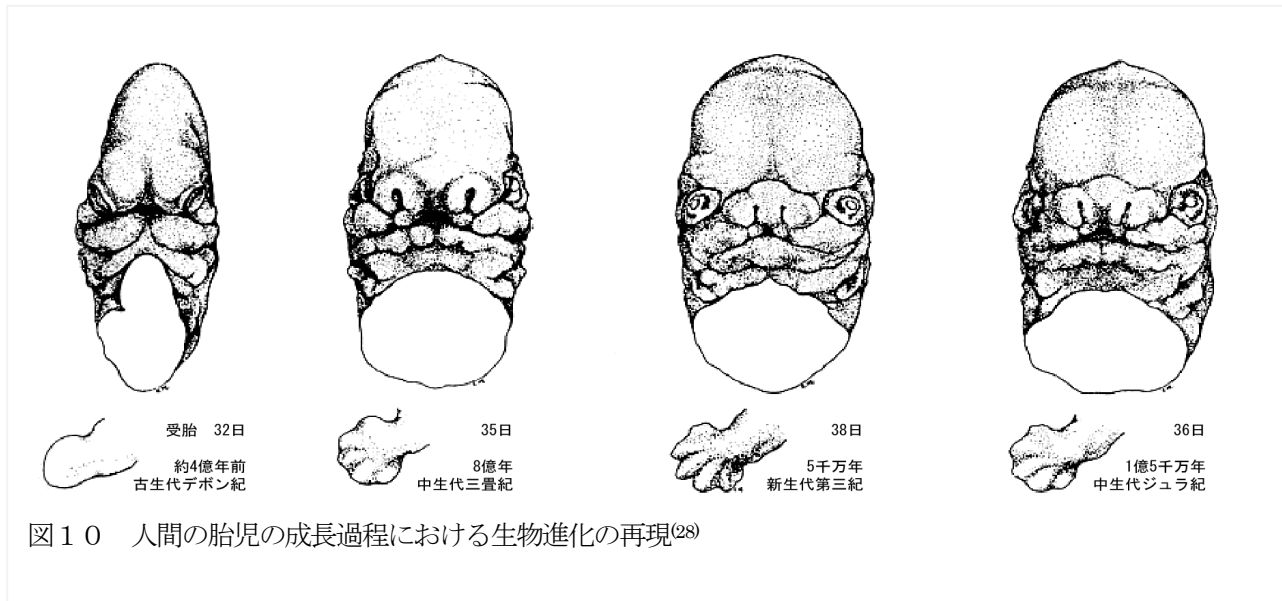 受胎 32日
約4億年前
古生代デボン紀
35日
8億年
中生代三畳紀
38日
5千万年
新生代第三紀
36日
1億5千万年
中生代ジュラ紀
図10 人間の胎児の成長過程における生物進化の再現(28)